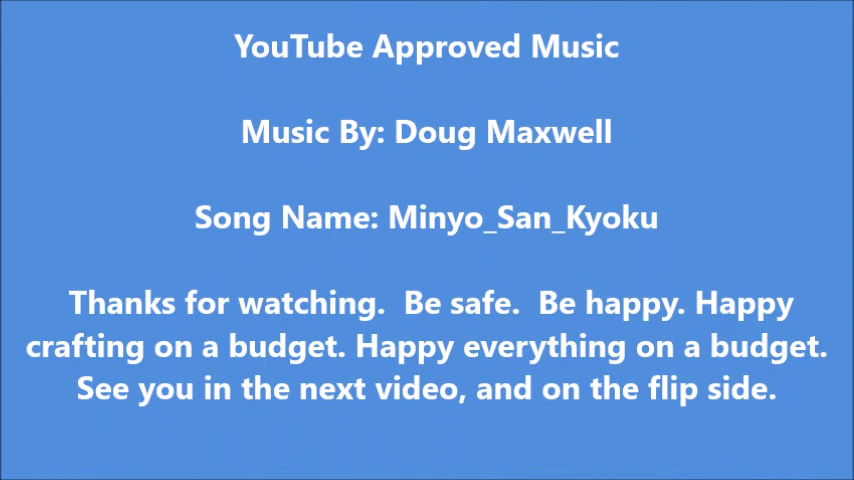 YouTube Approved Music
Music By: Doug Maxwell
Song Name: Minyo_San_Kyoku
Thanks for watching.  Be safe.  Be happy. Happy
crafting on a budget. Happy everything on a budget.
See you in the next video, and on the flip side.